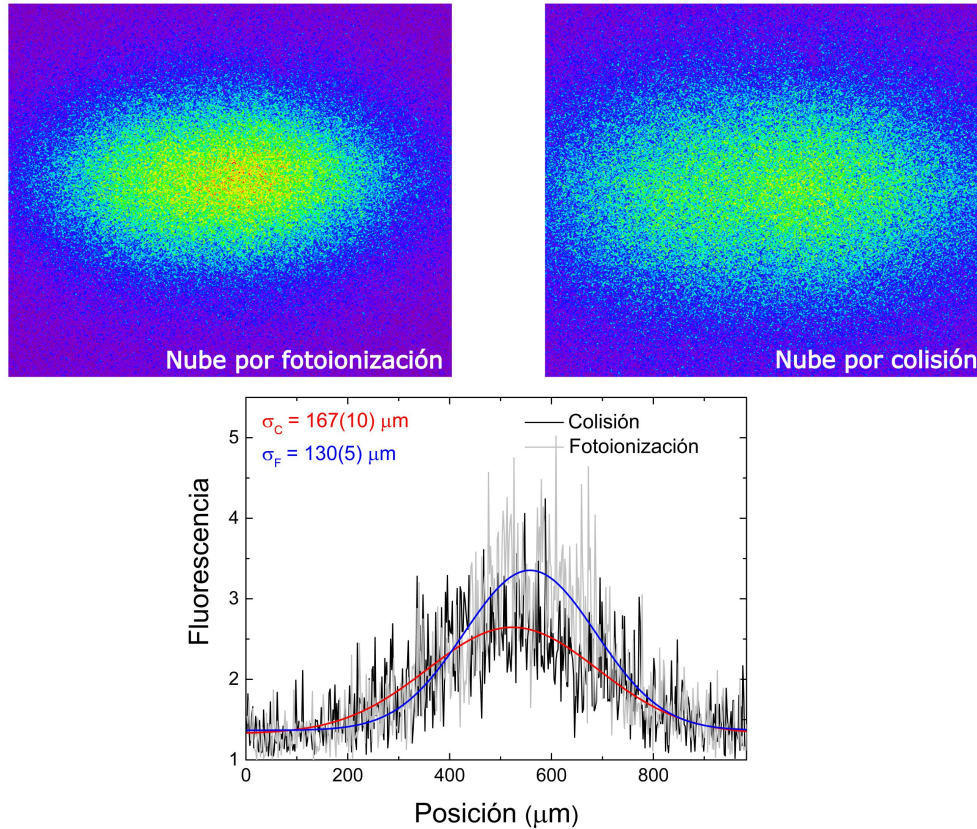 Nube por fotoionización
Nube por colisión
σC = 167(10) μm
σF = 130(5) μm
Colisión
Fotoionización
5
4
3
2
1
Fluorescencia
0
200
400
600
800
Posición (μm)